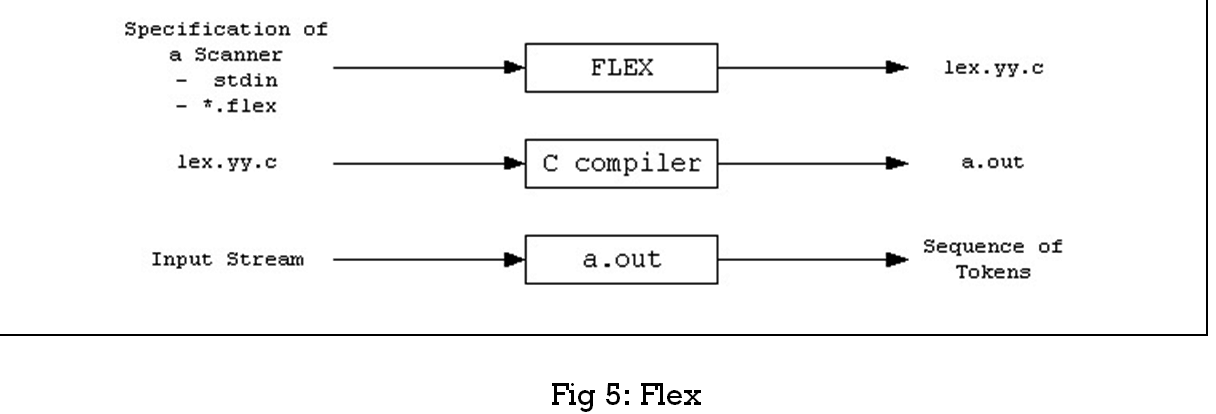 Specification of
a Scanner
- stdin
- *.flex
FLEX
lex.yy.c
lex.yy.c
C compiler
a.out
Input Stream
a.out
Sequence of
Tokens
Fig 5: Flex